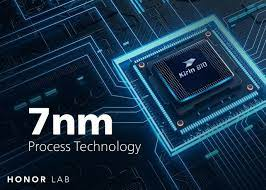 Kirin 810
7nm
Process Technology
HONOR LAB